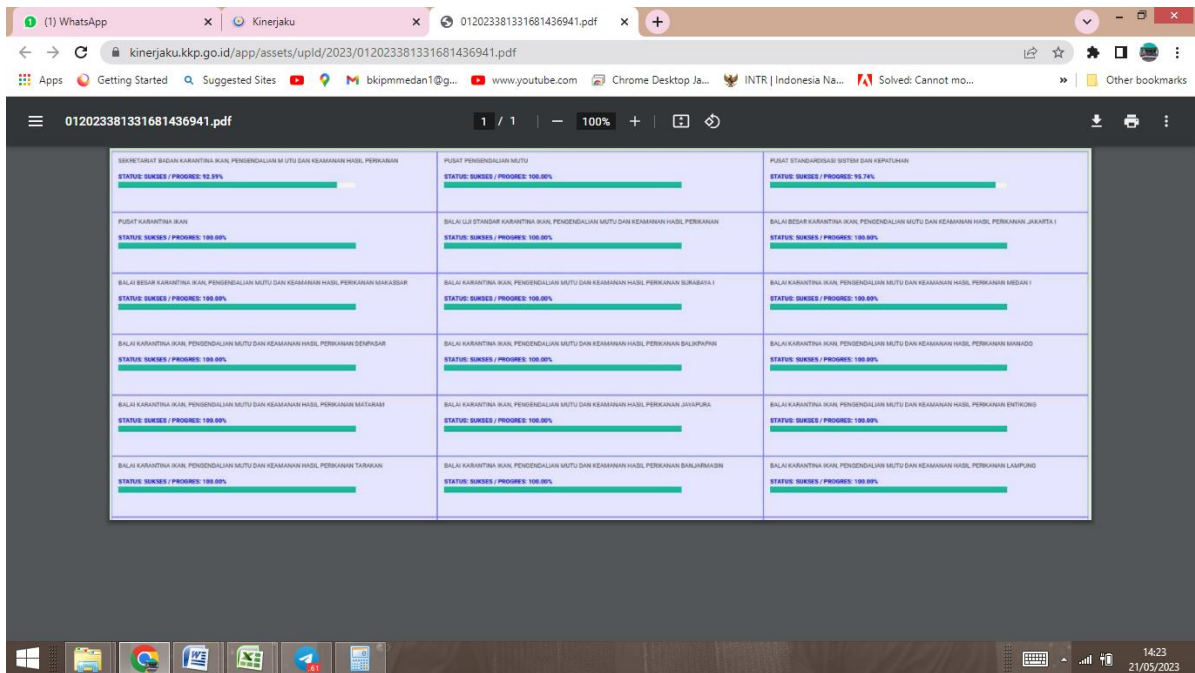 (1) WhatsApp
Kinerjaku
012023381331681436941.pdf
kinerjaku.kkp.go.id/app/assets/upld/2023/012023381331681436941.pdf
Apps
Getting Started
Suggested Sites
bkipmmedan1@g...
www.youtube.com
Chrome Desktop Ja...
INTR | Indonesia Na...
Solved: Cannot mo...
»
Other bookmarks
012023381331681436941.pdf
1 / 1
100%
SEKRETARIAT BADAN KARANTINA IKAN, PENGENDALIAN M UTU DAN KEAMANAN HASIL PERIKANAN
STATUS: SUKSES / PROGRES: 92.59%
PUSAT PENGENDALIAN MUTU
STATUS: SUKSES / PROGRES: 100.00%
PUSAT STANDARDISASI SISTEM DAN KEPATUHAN
STATUS: SUKSES / PROGRES: 95.74%
PUSAT KARANTINA IKAN
STATUS: SUKSES / PROGRES: 100.00%
BALAI UJI STANDAR KARANTINA IKAN, PENGENDALIAN MUTU DAN KEAMANAN HASIL PERIKANAN
STATUS: SUKSES / PROGRES: 100.00%
BALAI BESAR KARANTINA IKAN, PENGENDALIAN MUTU DAN KEAMANAN HASIL PERIKANAN JAKARTA I
STATUS: SUKSES / PROGRES: 100.00%
BALAI BESAR KARANTINA IKAN, PENGENDALIAN MUTU DAN KEAMANAN HASIL PERIKANAN MAKASSAR
STATUS: SUKSES / PROGRES: 100.00%
BALAI KARANTINA IKAN, PENGENDALIAN MUTU DAN KEAMANAN HASIL PERIKANAN SURABAYA I
STATUS: SUKSES / PROGRES: 100.00%
BALAI KARANTINA IKAN, PENGENDALIAN MUTU DAN KEAMANAN HASIL PERIKANAN MEDAN I
STATUS: SUKSES / PROGRES: 100.00%
BALAI KARANTINA IKAN, PENGENDALIAN MUTU DAN KEAMANAN HASIL PERIKANAN DENPASAR
STATUS: SUKSES / PROGRES: 100.00%
BALAI KARANTINA IKAN, PENGENDALIAN MUTU DAN KEAMANAN HASIL PERIKANAN BALIKPAPAN
STATUS: SUKSES / PROGRES: 100.00%
BALAI KARANTINA IKAN, PENGENDALIAN MUTU DAN KEAMANAN HASIL PERIKANAN MANADO
STATUS: SUKSES / PROGRES: 100.00%
BALAI KARANTINA IKAN, PENGENDALIAN MUTU DAN KEAMANAN HASIL PERIKANAN MATARAM
STATUS: SUKSES / PROGRES: 100.00%
BALAI KARANTINA IKAN, PENGENDALIAN MUTU DAN KEAMANAN HASIL PERIKANAN JAYAPURA
STATUS: SUKSES / PROGRES: 100.00%
BALAI KARANTINA IKAN, PENGENDALIAN MUTU DAN KEAMANAN HASIL PERIKANAN ENTIKONG
STATUS: SUKSES / PROGRES: 100.00%
BALAI KARANTINA IKAN, PENGENDALIAN MUTU DAN KEAMANAN HASIL PERIKANAN TARAKAN
STATUS: SUKSES / PROGRES: 100.00%
BALAI KARANTINA IKAN, PENGENDALIAN MUTU DAN KEAMANAN HASIL PERIKANAN BANJARMASIN
STATUS: SUKSES / PROGRES: 100.00%
BALAI KARANTINA IKAN, PENGENDALIAN MUTU DAN KEAMANAN HASIL PERIKANAN LAMPUNG
STATUS: SUKSES / PROGRES: 100.00%
61
14:23
21/05/2023